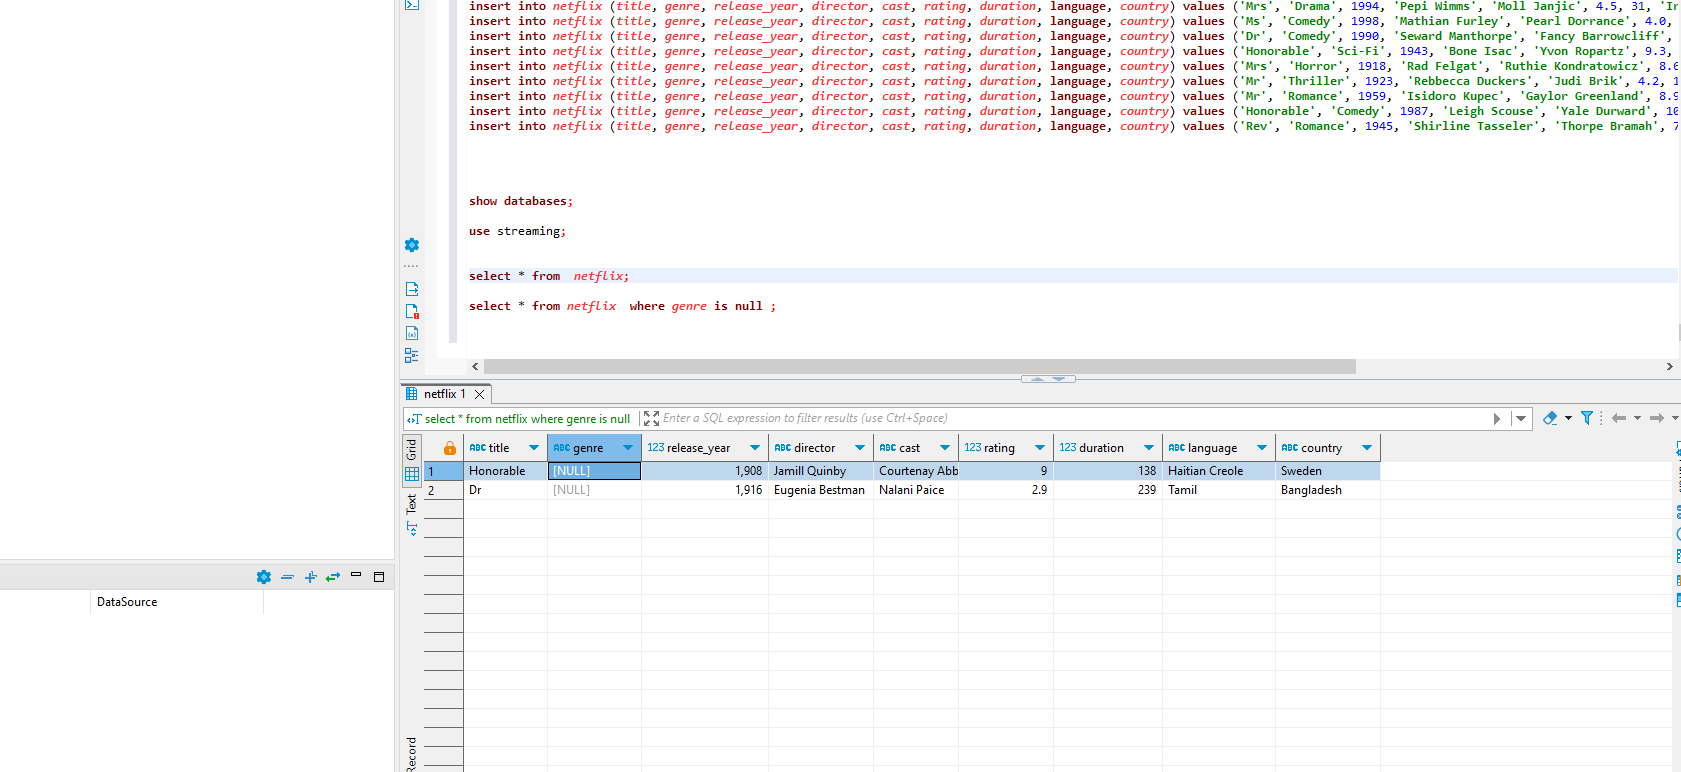 insert into netflix (title, genre, release_year, director, cast, rating, duration, language, country) values ('Mrs', 'Drama', 1994, 'Pepi Wimms', 'Moll Janjic', 4.5, 31,
insert into netflix (title, genre, release_year, director, cast, rating, duration, language, country) values ('Ms', 'Comedy', 1998, 'Mathian Furley', 'Pearl Dorrance', 4.0,
insert into netflix (title, genre, release_year, director, cast, rating, duration, language, country) values ('Dr', 'Comedy', 1990, 'Seward Manthorpe', 'Fancy Barrowcliff',
insert into netflix (title, genre, release_year, director, cast, rating, duration, language, country) values ('Honorable', 'Sci-Fi', 1943, 'Bone Isac', 'Yvon Ropartz', 9.3,
insert into netflix (title, genre, release_year, director, cast, rating, duration, language, country) values ('Mrs', 'Horror', 1918, 'Rad Felgat', 'Ruthie Kondratowicz', 8.6
insert into netflix (title, genre, release_year, director, cast, rating, duration, language, country) values ('Mr', 'Thriller', 1923, 'Rebbecca Duckers', 'Judi Brik', 4.2, 1
insert into netflix (title, genre, release_year, director, cast, rating, duration, language, country) values ('Mr', 'Romance', 1959, 'Isidoro Kupec', 'Gaylor Greenland', 8.9
insert into netflix (title, genre, release_year, director, cast, rating, duration, language, country) values ('Honorable', 'Comedy', 1987, 'Leigh Scouse', 'Yale Durward', 10
insert into netflix (title, genre, release_year, director, cast, rating, duration, language, country) values ('Rev', 'Romance', 1945, 'Shirline Tasseler', 'Thorpe Bramah', 7
show databases;
use streaming;
select * from  netflix;
select * from netflix  where genre is null ;
netflix 1
select * from netflix where genre is null
Enter a SQL expression to filter results (use Ctrl+Space)
Grid
Text
Record
ABC title ABC genre 123 release_year ABC director ABC cast 123 rating 123 duration ABC language ABC country
1 Honorable [NULL] 1,908 Jamill Quinby Courtenay Abb 9 138 Haitian Creole Sweden
2 Dr [NULL] 1,916 Eugenia Bestman Nalani Paice 2.9 239 Tamil Bangladesh
DataSource